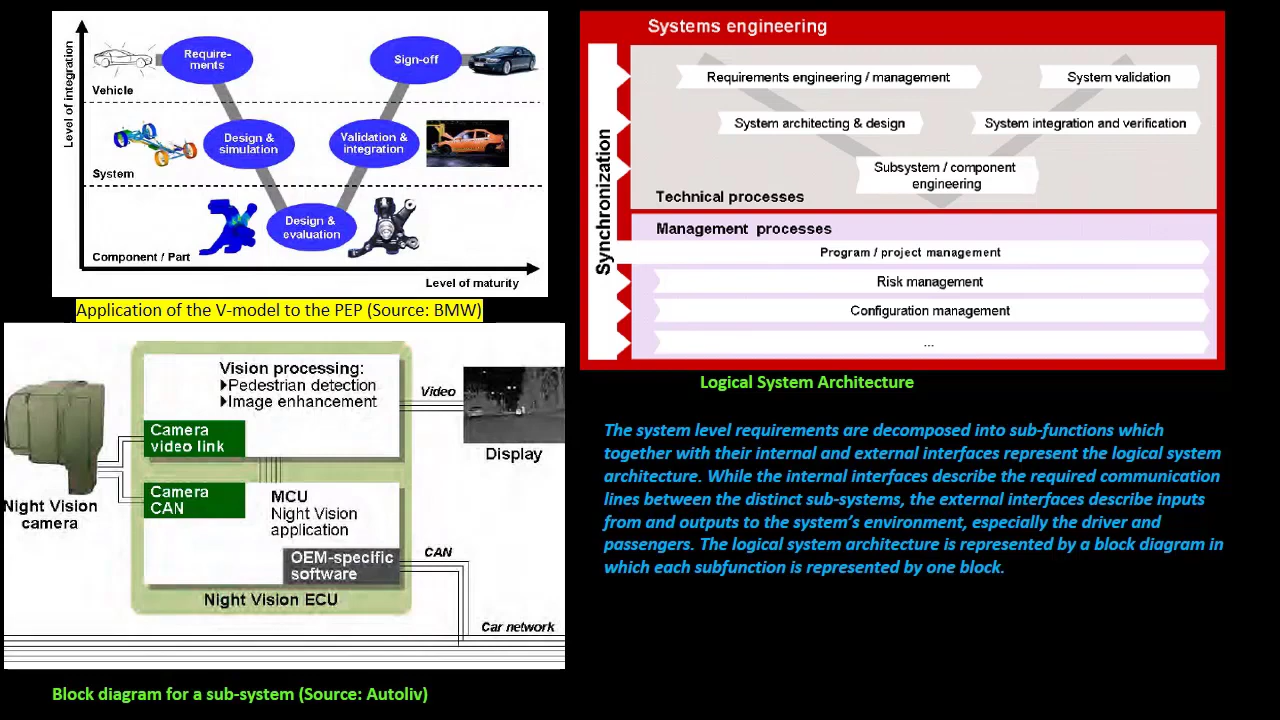 Level of integration
Require-
ments
Sign-off
Vehicle
Design &
simulation
Validation &
integration
System
Design &
evaluation
Component / Part
Level of maturity
Application of the V-model to the PEP (Source: BMW)
Systems engineering
Synchronization
Requirements engineering / management
System validation
System architecting & design
System integration and verification
Subsystem / component
engineering
Technical processes
Management processes
Program / project management
Risk management
Configuration management
...
Logical System Architecture
Vision processing:
Pedestrian detection
Image enhancement
Camera
video link
Video
Display
Night Vision
camera
Camera
CAN
MCU
Night Vision
application
OEM-specific
software
CAN
Night Vision ECU
Car network
Block diagram for a sub-system (Source: Autoliv)
The system level requirements are decomposed into sub-functions which
together with their internal and external interfaces represent the logical system
architecture. While the internal interfaces describe the required communication
lines between the distinct sub-systems, the external interfaces describe inputs
from and outputs to the system's environment, especially the driver and
passengers. The logical system architecture is represented by a block diagram in
which each subfunction is represented by one block.